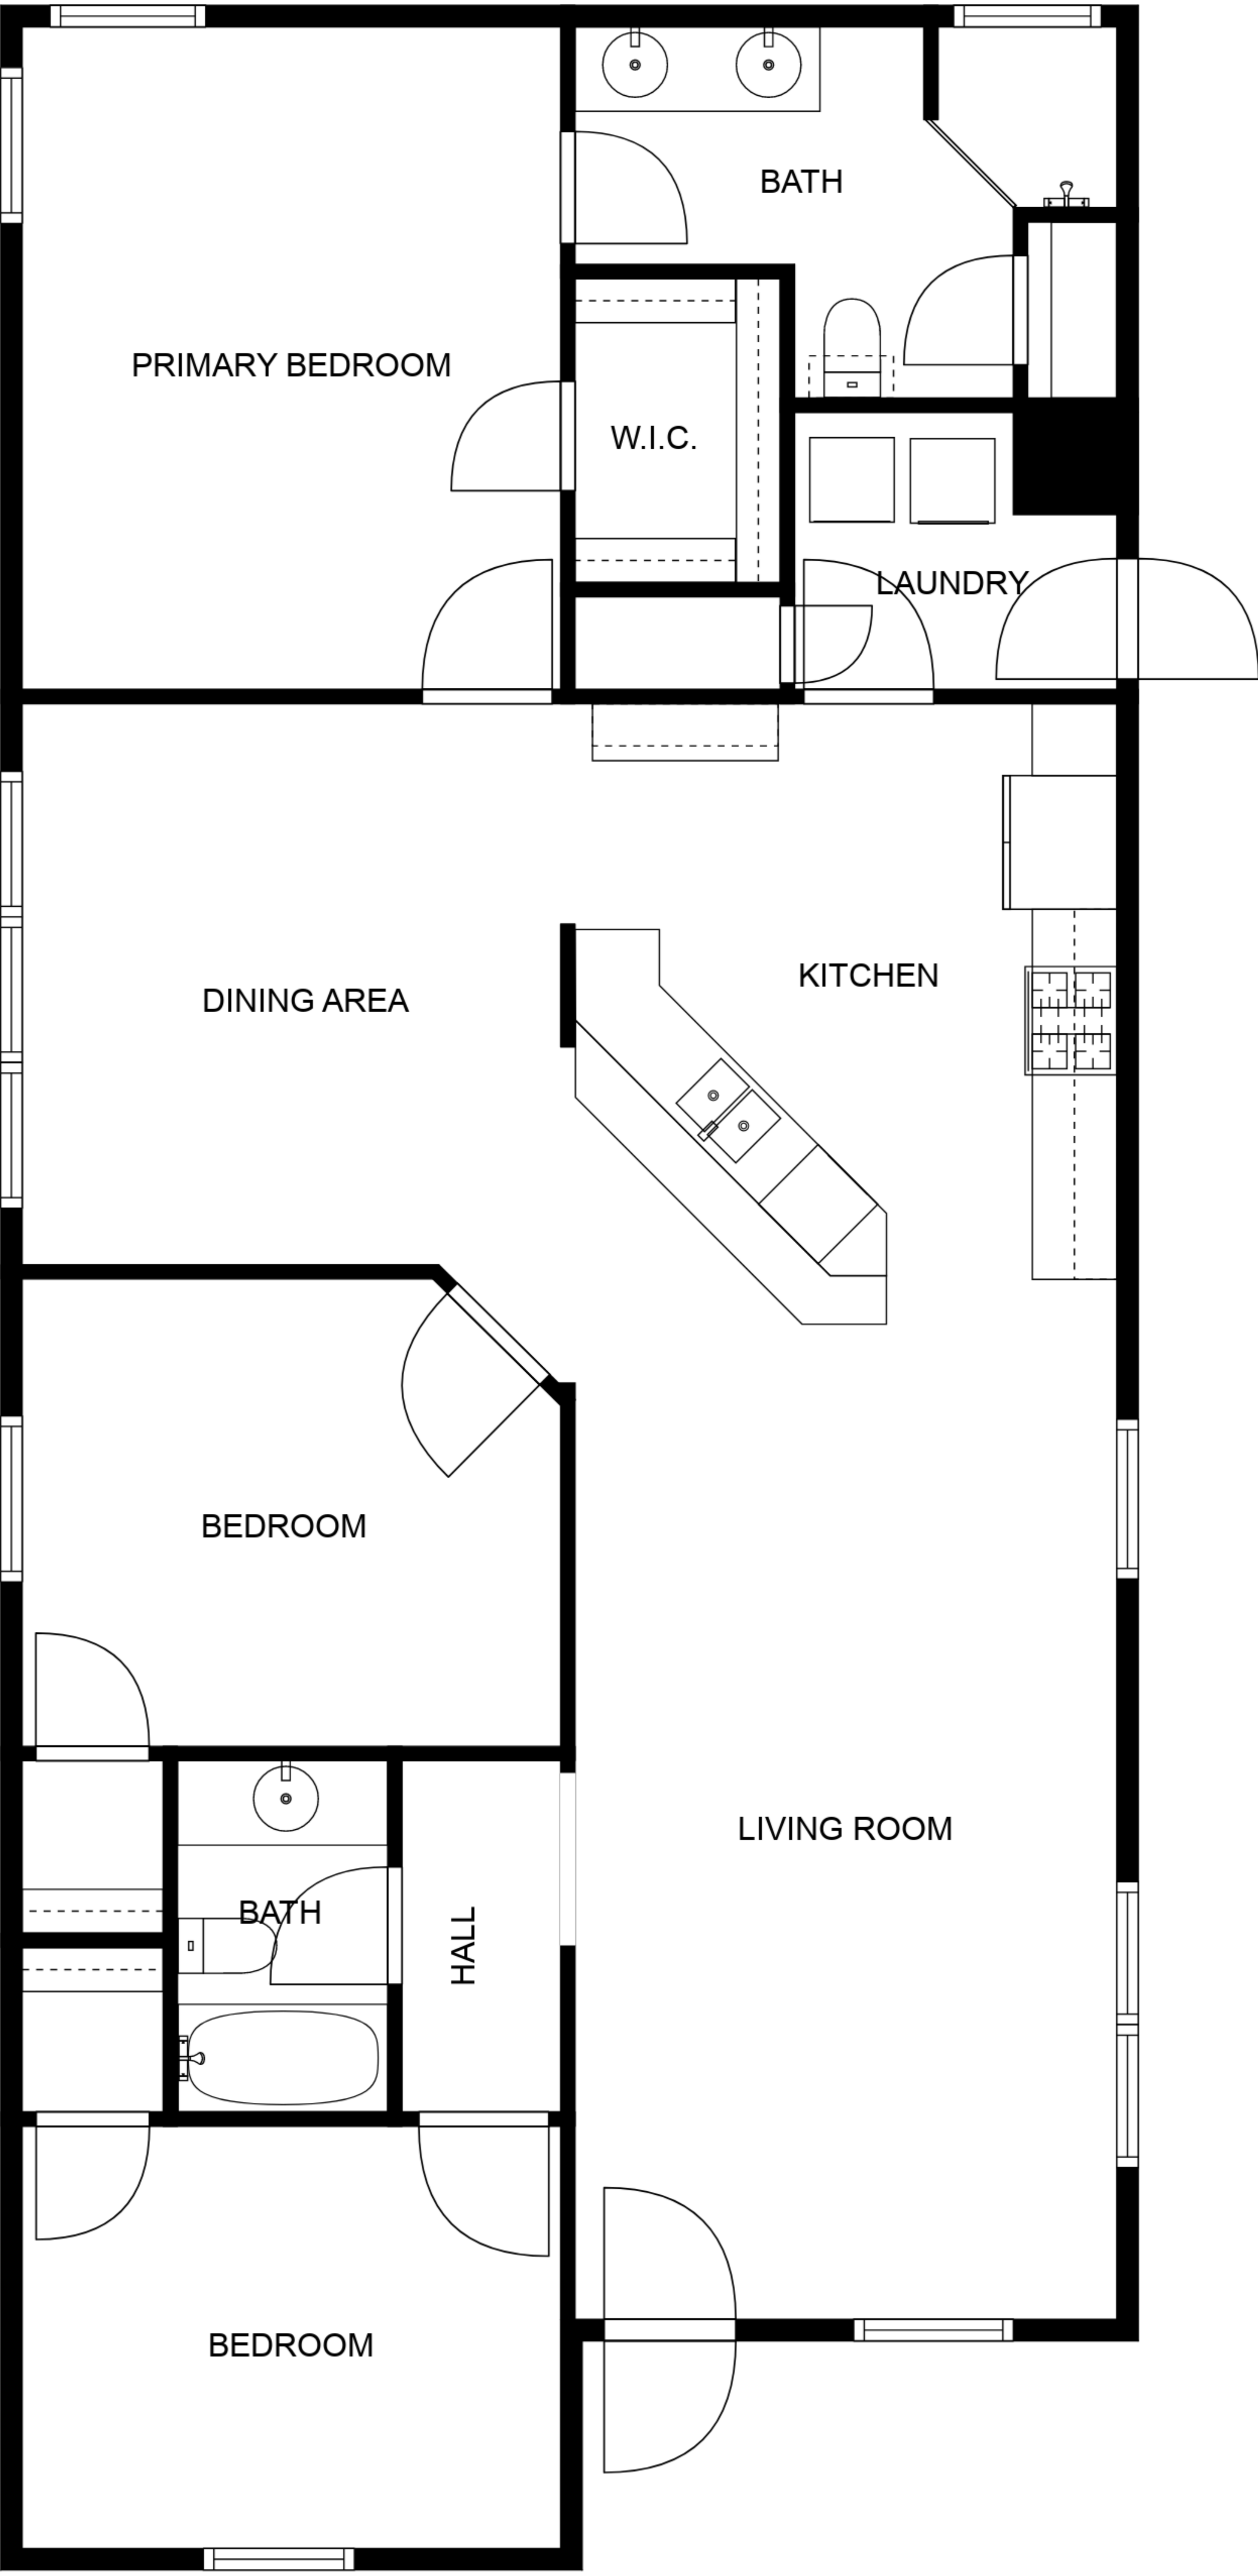 BATH
PRIMARY BEDROOM
W.I.C.
LAUNDRY
KITCHEN
DINING AREA
BEDROOM
LIVING ROOM
BATH
HALL
BEDROOM